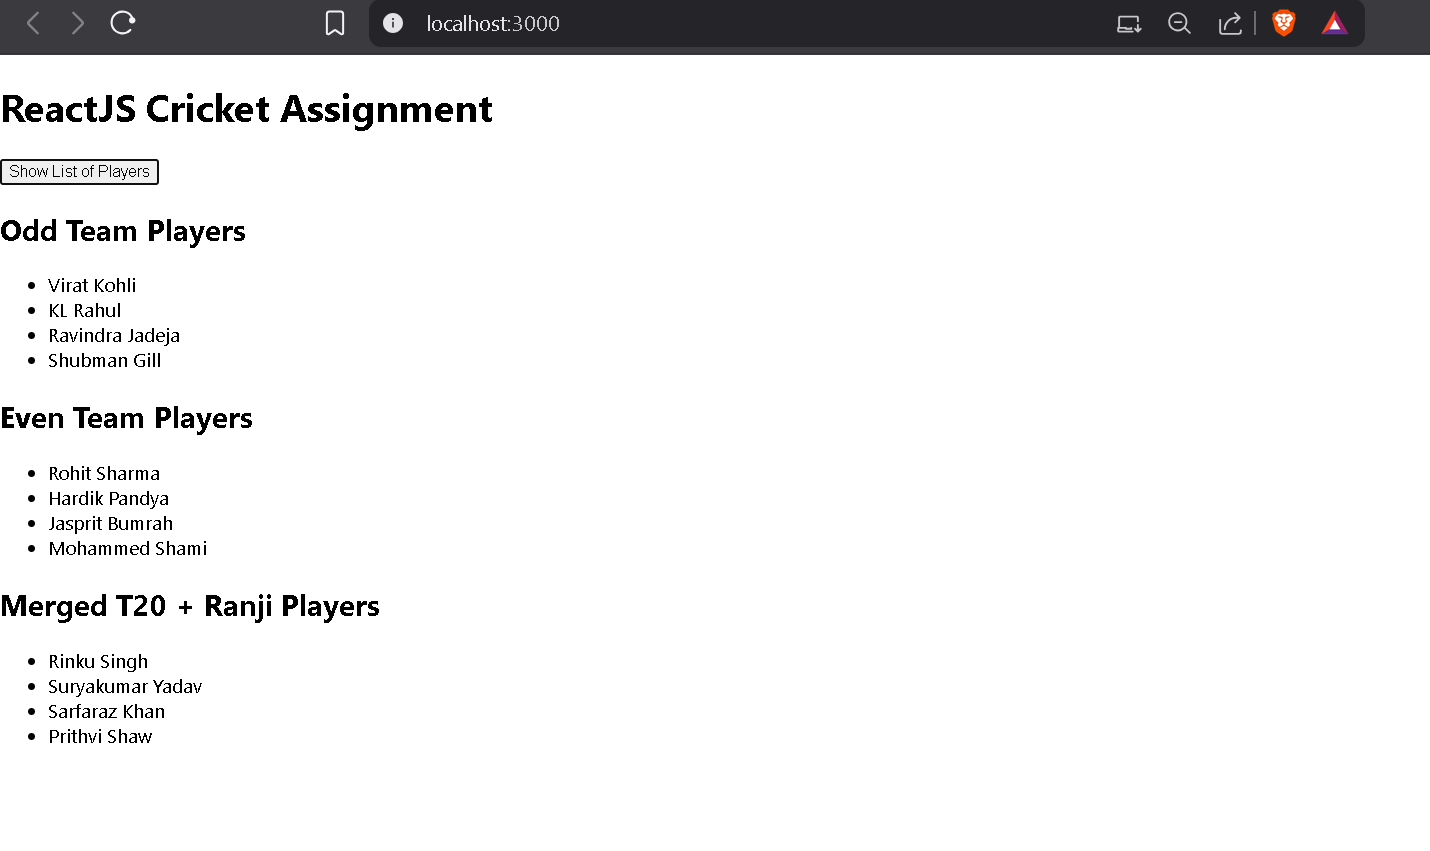 localhost:3000
ReactJS Cricket Assignment
Show List of Players
Odd Team Players
Virat Kohli
KL Rahul
Ravindra Jadeja
Shubman Gill
Even Team Players
Rohit Sharma
Hardik Pandya
Jasprit Bumrah
Mohammed Shami
Merged T20 + Ranji Players
Rinku Singh
Suryakumar Yadav
Sarfaraz Khan
Prithvi Shaw